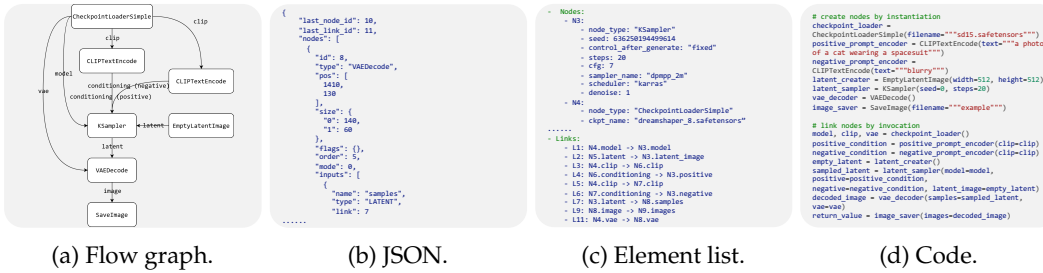 CheckpointLoaderSimple
clip
clip
CLIPTextEncode
model
CLIPTextEncode
vae
conditioning (negative)
conditioning (positive)
KSampler
latent
EmptyLatentImage
latent
VAEDecode
image
SaveImage
(a) Flow graph.
{
"last_node_id": 10,
"last_link_id": 11,
"nodes": [
{
"id": 8,
"type": "VAEDecode",
"pos": [
1410,
130
],
"size": {
"0": 140,
"1": 60
},
"flags": {},
"order": 5,
"mode": 0,
"inputs": [
{
"name": "samples",
"type": "LATENT",
"link": 7
......
(b) JSON.
- Nodes:
- N3:
- node_type: "KSampler"
- seed: 636250194499614
- control_after_generate: "fixed"
- steps: 20
- cfg: 7
- sampler_name: "dpmpp_2m"
- scheduler: "karras"
- denoise: 1
- N4:
- node_type: "CheckpointLoaderSimple"
- ckpt_name: "dreamshaper_8.safetensors"
......
- Links:
- L1: N4.model -> N3.model
- L2: N5.latent -> N3.latent_image
- L3: N4.clip -> N6.clip
- L4: N6.conditioning -> N3.positive
- L5: N4.clip -> N7.clip
- L6: N7.conditioning -> N3.negative
- L7: N3.latent -> N8.samples
- L9: N8.image -> N9.images
- L11: N4.vae -> N8.vae
(c) Element list.
# create nodes by instantiation
checkpoint_loader =
CheckpointLoaderSimple(filename="""sd15.safetensors""")
positive_prompt_encoder = CLIPTextEncode(text="""a photo
of a cat wearing a spacesuit""")
negative_prompt_encoder =
CLIPTextEncode(text="""blurry""")
latent_creater = EmptyLatentImage(width=512, height=512)
latent_sampler = KSampler(seed=0, steps=20)
vae_decoder = VAEDecode()
image_saver = SaveImage(filename="""example""")
# link nodes by invocation
model, clip, vae = checkpoint_loader()
positive_condition = positive_prompt_encoder(clip=clip)
negative_condition = negative_prompt_encoder(clip=clip)
empty_latent = latent_creater()
sampled_latent = latent_sampler(model=model,
positive=positive_condition,
negative=negative_condition, latent_image=empty_latent)
decoded_image = vae_decoder(samples=sampled_latent,
vae=vae)
return_value = image_saver(images=decoded_image)
(d) Code.